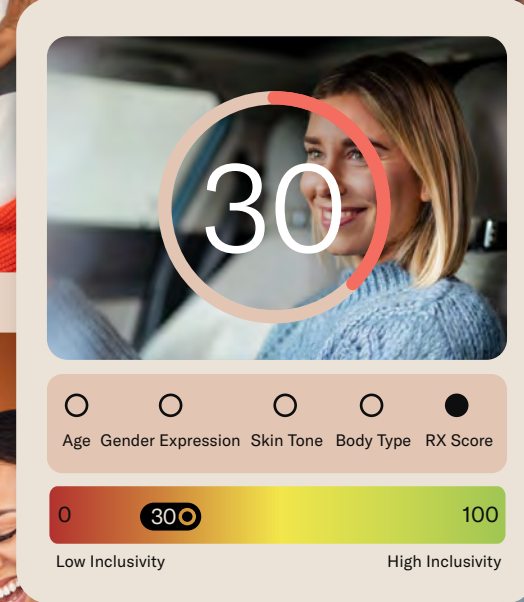 30
Age Gender Expression Skin Tone Body Type RX Score
0 30 100
Low Inclusivity High Inclusivity